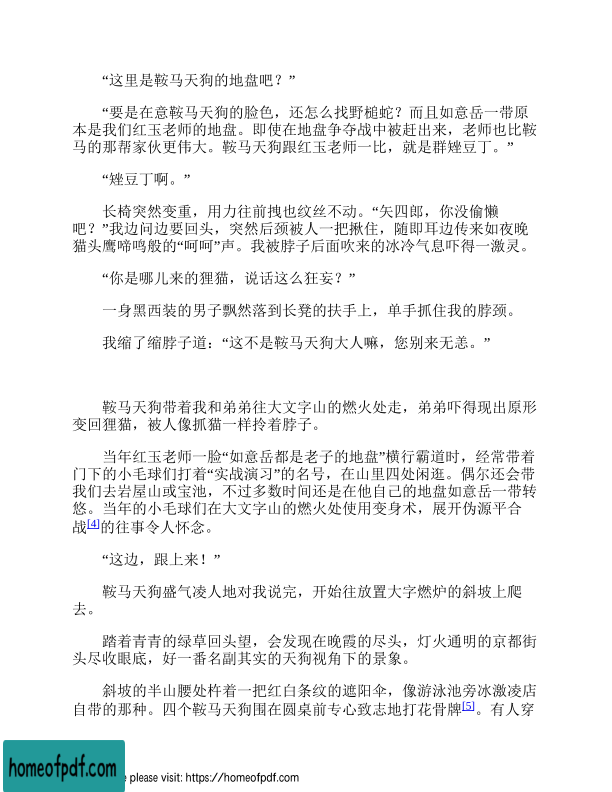 “这里是鞍马天狗的地盘吧？”
“要是在意鞍马天狗的脸色，还怎么找野槌蛇？而且如意岳一带原
本是我们红玉老师的地盘。即使在地盘争夺战中被赶出来，老师也比鞍
马的那帮家伙更伟大。鞍马天狗跟红玉老师一比，就是群矬豆丁。”
“矬豆丁啊。”
长椅突然变重，用力往前拽也纹丝不动。“矢四郎，你没偷懒
吧？”我边问边要回头，突然后颈被人一把揪住，随即耳边传来如夜晚
猫头鹰啼鸣般的“呵呵”声。我被脖子后面吹来的冰冷气息吓得一激灵。
“你是哪儿来的狸猫，说话这么狂妄？”
一身黑西装的男子飘然落到长凳的扶手上，单手抓住我的脖颈。
我缩了缩脖子道：“这不是鞍马天狗大人嘛，您别来无恙。”
鞍马天狗带着我和弟弟往大文字山的燃火处走，弟弟吓得现出原形
变回狸猫，被人像抓猫一样拎着脖子。
当年红玉老师一脸“如意岳都是老子的地盘”横行霸道时，经常带着
门下的小毛球们打着“实战演习”的名号，在山里四处闲逛。偶尔还会带
我们去岩屋山或宝池，不过多数时间还是在他自己的地盘如意岳一带转
悠。当年的小毛球们在大文字山的燃火处使用变身术，展开伪源平合
战[4]的往事令人怀念。
“这边，跟上来！”
鞍马天狗盛气凌人地对我说完，开始往放置大字燃炉的斜坡上爬
去。
踏着青青的绿草回头望，会发现在晚霞的尽头，灯火通明的京都街
头尽收眼底，好一番名副其实的天狗视角下的景象。
斜坡的半山腰处杵着一把红白条纹的遮阳伞，像游泳池旁冰激凌店
自带的那种。四个鞍马天狗围在圆桌前专心致志地打花骨牌[5]。有人穿
homeofpdf.com
e please visit: https://homeofpdf.com